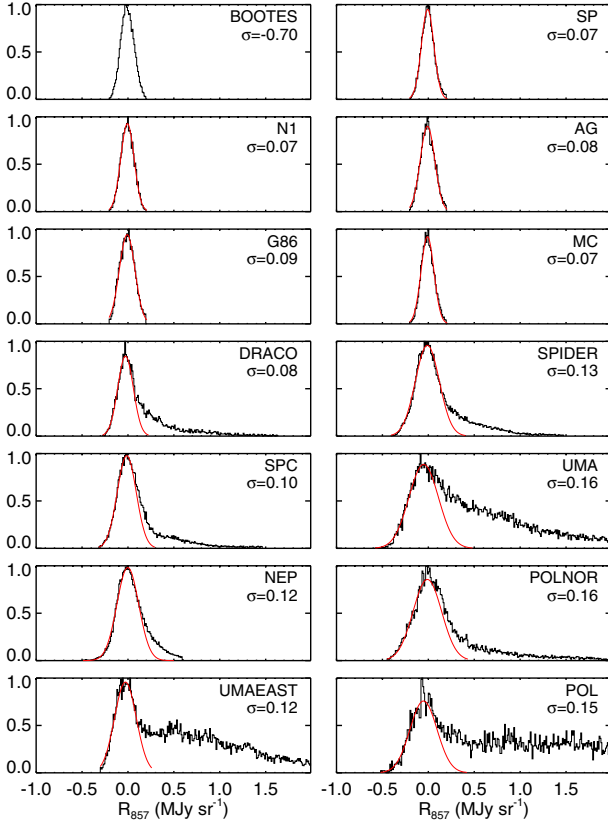 1.0 BOOTES SP
σ=-0.70 σ=0.07
0.5
0.0
1.0 N1 AG
σ=0.07 σ=0.08
0.5
0.0
1.0 G86 MC
σ=0.09 σ=0.07
0.5
0.0
1.0 DRACO SPIDER
σ=0.08 σ=0.13
0.5
0.0
1.0 SPC UMA
σ=0.10 σ=0.16
0.5
0.0
1.0 NEP POLNOR
σ=0.12 σ=0.16
0.5
0.0
1.0 UMAEAST POL
σ=0.12 σ=0.15
0.5
0.0
-1.0 -0.5 0.0 0.5 1.0 1.5 -1.0 -0.5 0.0 0.5 1.0 1.5
R857 (MJy sr-1) R857 (MJy sr-1)